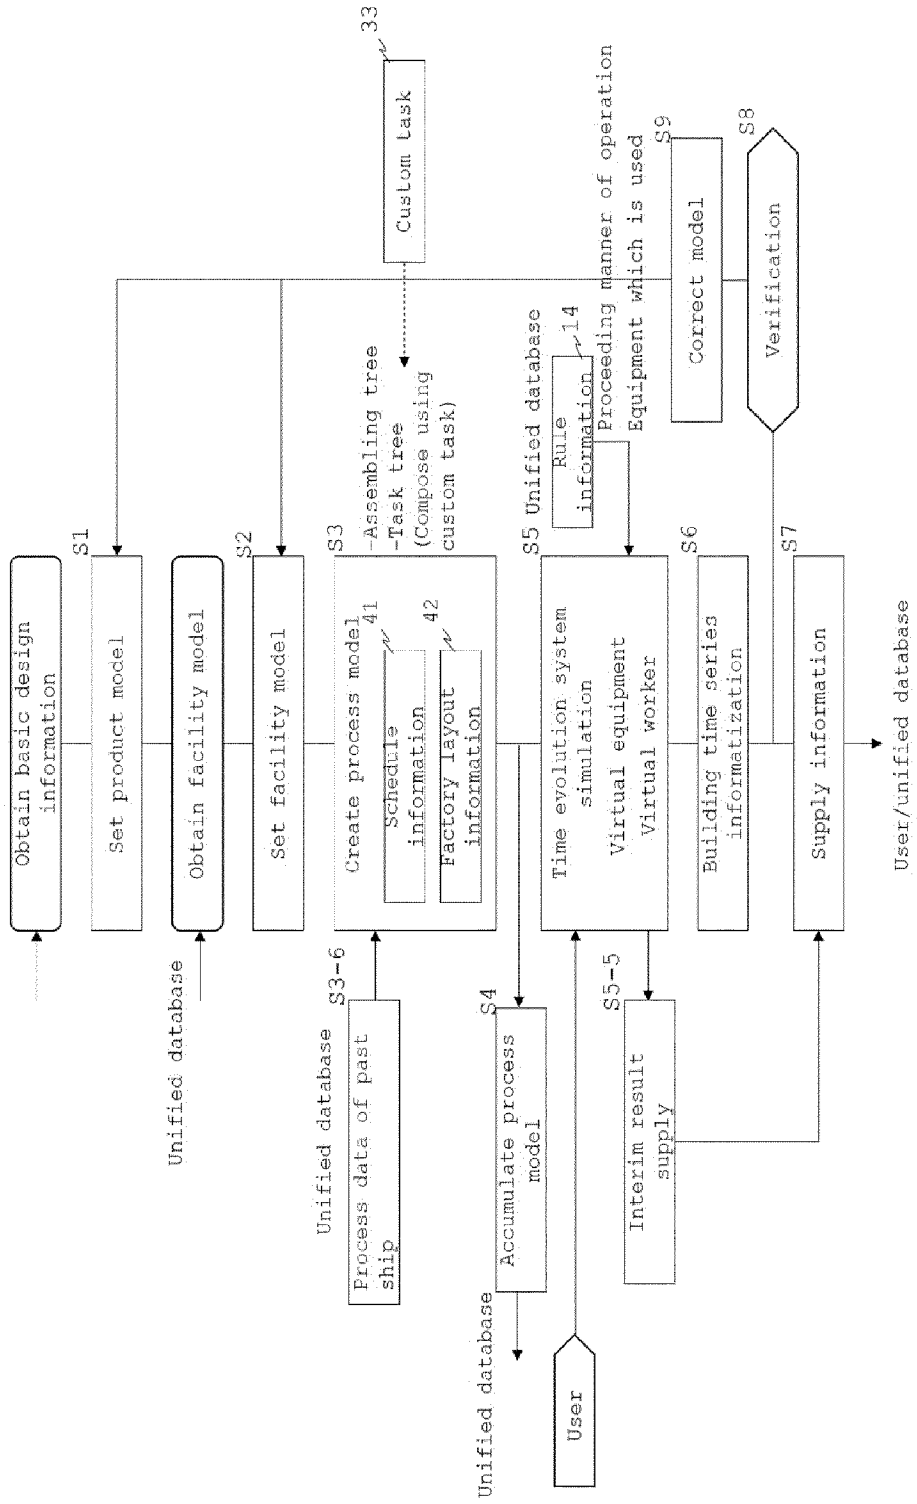 Obtain basic design
information
S1
Set product model
Unified database
Obtain facility model
S2
Set facility model
Unified database
S3-6
Process data of past
ship
S3
Create process model
41
Schedule
information
42
Factory layout
information
-Assembling tree
-Task tree
(Compose using
custom task)
33
Custom task
Unified database
S4
Accumulate process
model
User
S5
Time evolution system
simulation
Virtual equipment
Virtual worker
Unified database
14
Rule
information
Proceeding manner of operation
Equipment which is used
S5-5
Interim result
supply
S6
Building time series
informatization
S9
Correct model
S8
Verification
S7
Supply information
User/unified database